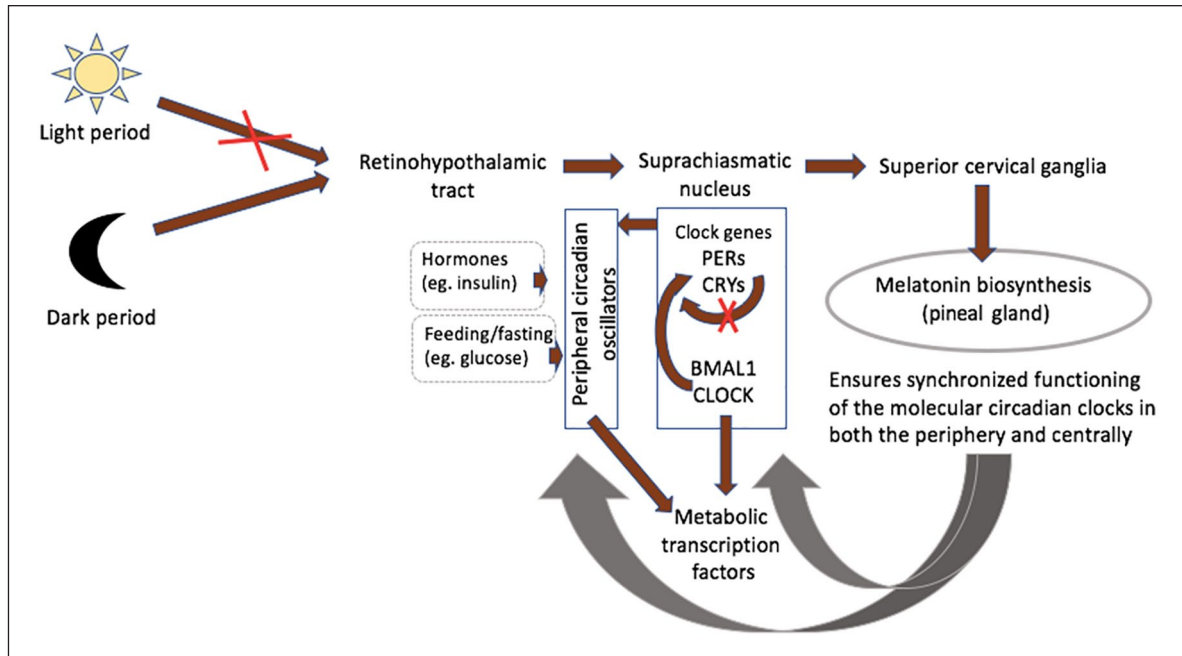 Light period
Dark period
Retinohypothalamic
tract
Suprachiasmatic
nucleus
Superior cervical ganglia
Hormones
(eg. insulin)
Feeding/fasting
(eg. glucose)
Peripheral circadian
oscillators
Clock genes
PERs
CRYs
BMAL1
CLOCK
Melatonin biosynthesis
(pineal gland)
Ensures synchronized functioning
of the molecular circadian clocks in
both the periphery and centrally
Metabolic
transcription
factors